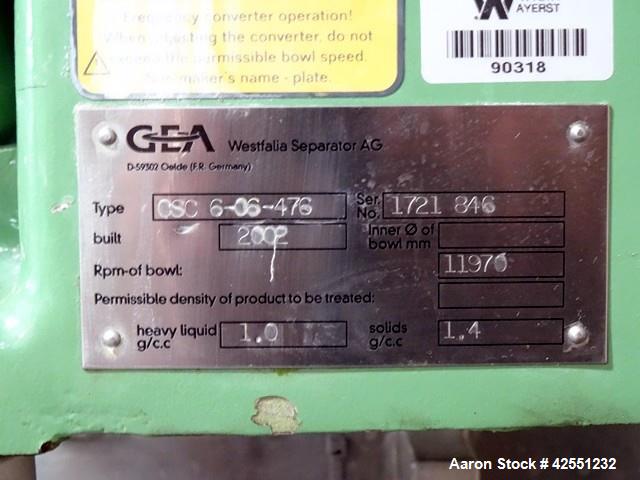 Frequency converter operation!
When adjusting the converter, do not
exceed the permissible bowl speed.
maker's name - plate.
AYERST
90318
GEA Westfalia Separator AG
D-59302 Oelde (F.R. Germany)
Type CSC 6-06-476 Ser. No. 1721 846
built 2002 Inner Ø of bowl mm
Rpm-of bowl: 11970
Permissible density of product to be treated:
heavy liquid g/c.c 1.0 solids g/c.c 1.4
Aaron Stock # 42551232